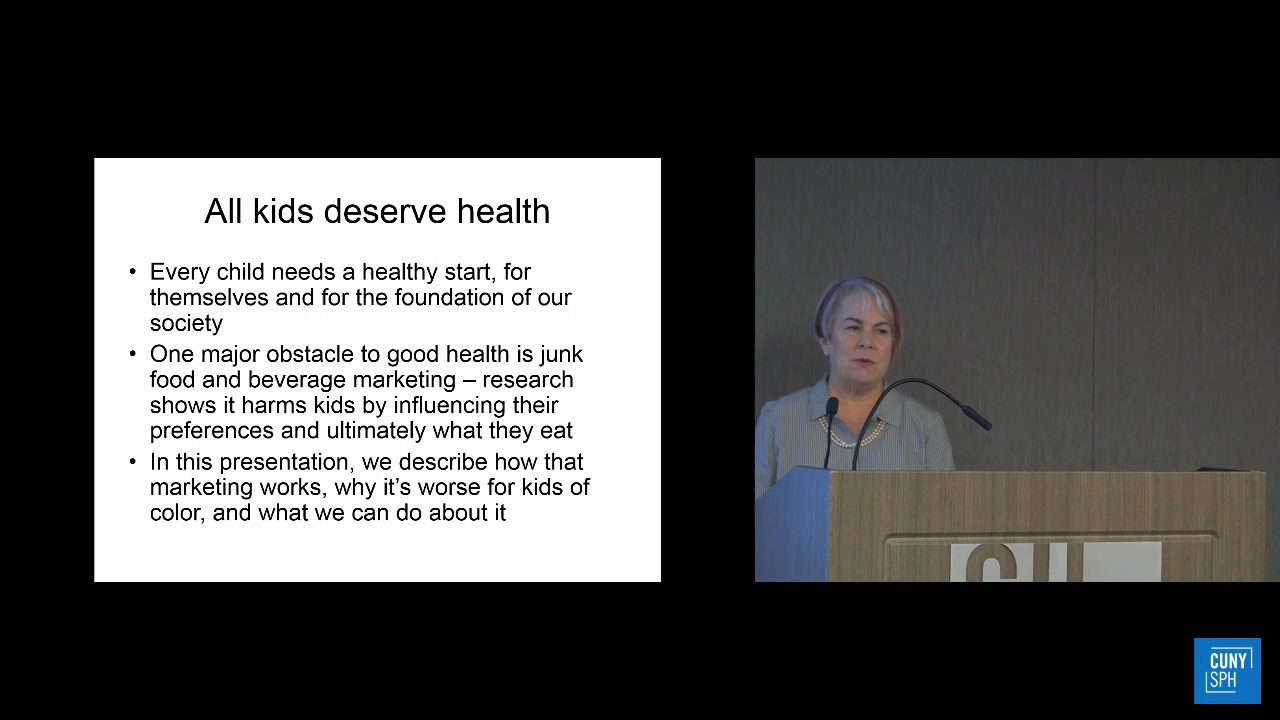 All kids deserve health
• Every child needs a healthy start, for
themselves and for the foundation of our
society
• One major obstacle to good health is junk
food and beverage marketing – research
shows it harms kids by influencing their
preferences and ultimately what they eat
• In this presentation, we describe how that
marketing works, why it’s worse for kids of
color, and what we can do about it
CUNY
SPH